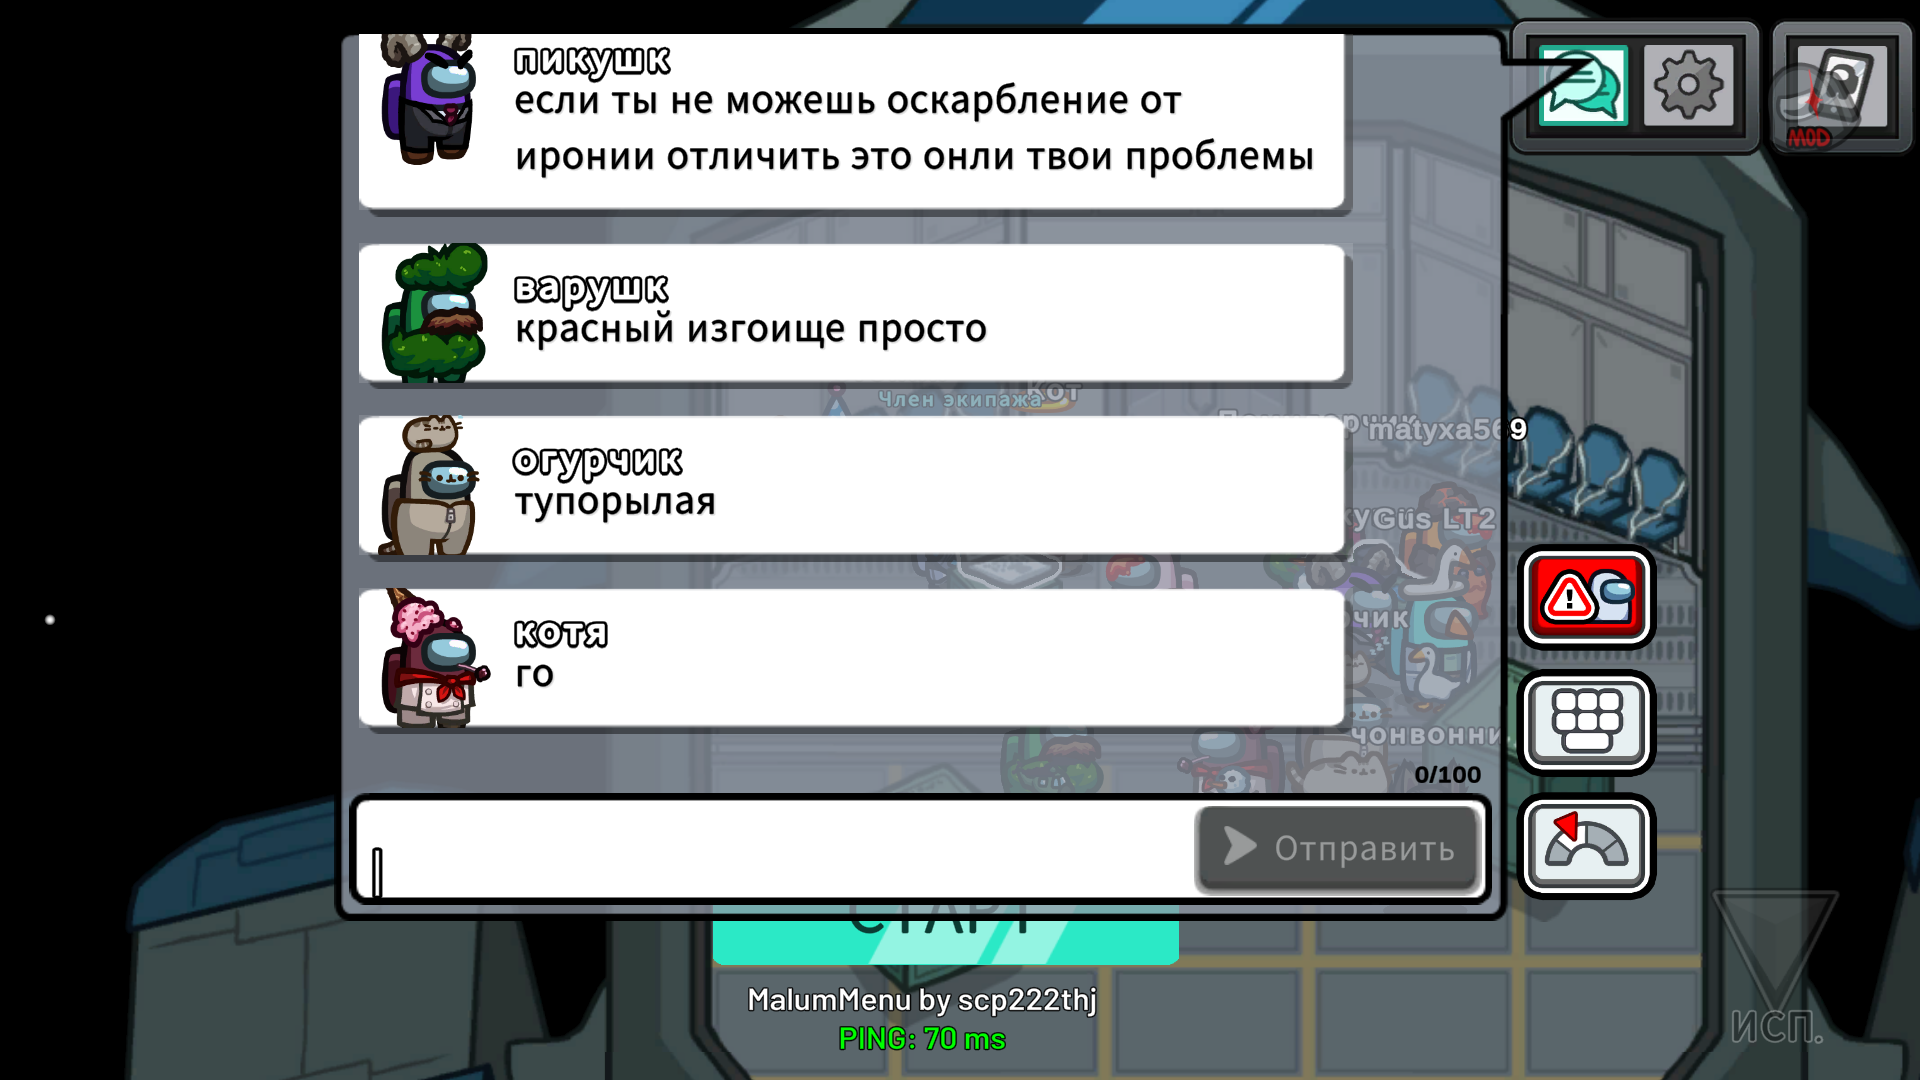 пикушк
если ты не можешь оскарбление от
иронии отличить это онли твои проблемы
MOD
варушк
красный изгоище просто
Член экипажа
Кот
matyxa569
огурчик
тупорылая
yGüs LT2
чик
котя
го
чонвонни
0/100
Отправить
СТАРТ
MalumMenu by scp222thj
PING: 70 ms
ИСП.